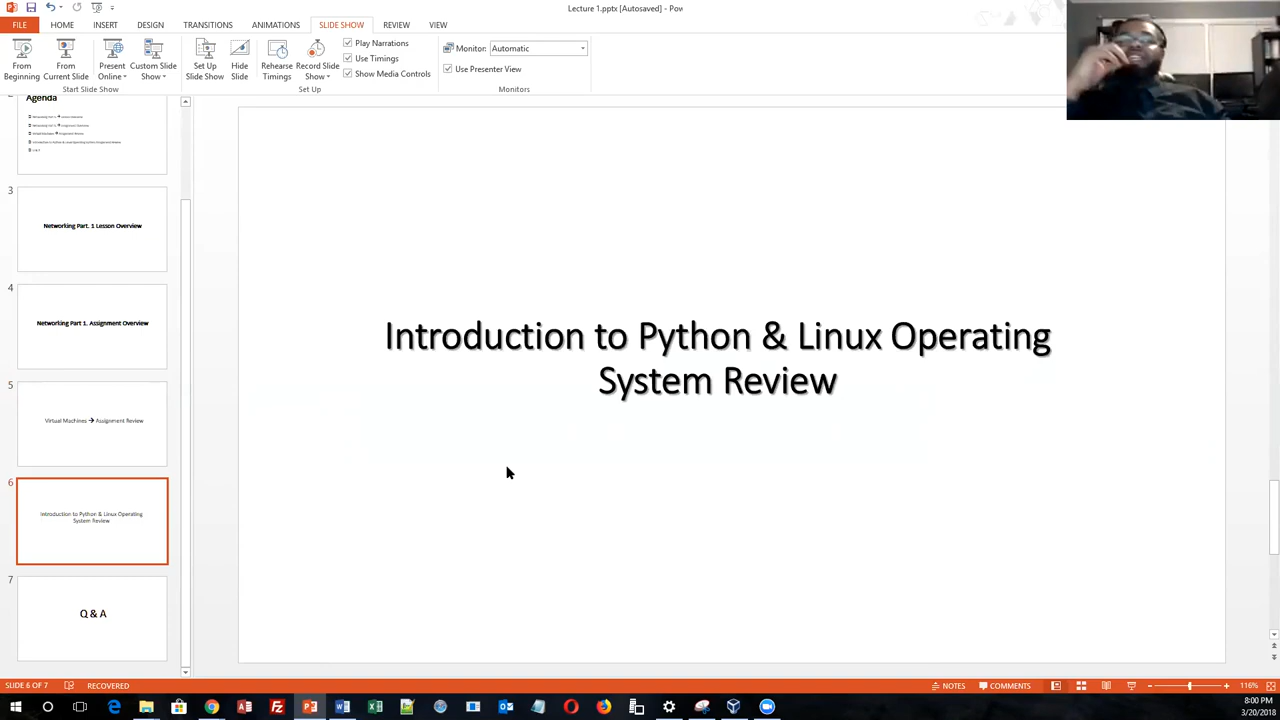 Lecture 1.pptx [Autosaved] - Pow
FILE HOME INSERT DESIGN TRANSITIONS ANIMATIONS SLIDE SHOW REVIEW VIEW
From Beginning
From Current Slide
Present Online
Custom Slide Show
Start Slide Show
Set Up Slide Show
Hide Slide
Rehearse Timings
Record Slide Show
Play Narrations
Use Timings
Show Media Controls
Set Up
Monitor: Automatic
Use Presenter View
Monitors
Agenda
3
Networking Part. 1 Lesson Overview
4
Networking Part 1. Assignment Overview
5
Virtual Machines → Assignment Review
6
Introduction to Python & Linux Operating
System Review
7
Q & A
Introduction to Python & Linux Operating
System Review
SLIDE 6 OF 7 RECOVERED NOTES COMMENTS 116%
8:00 PM
3/20/2018